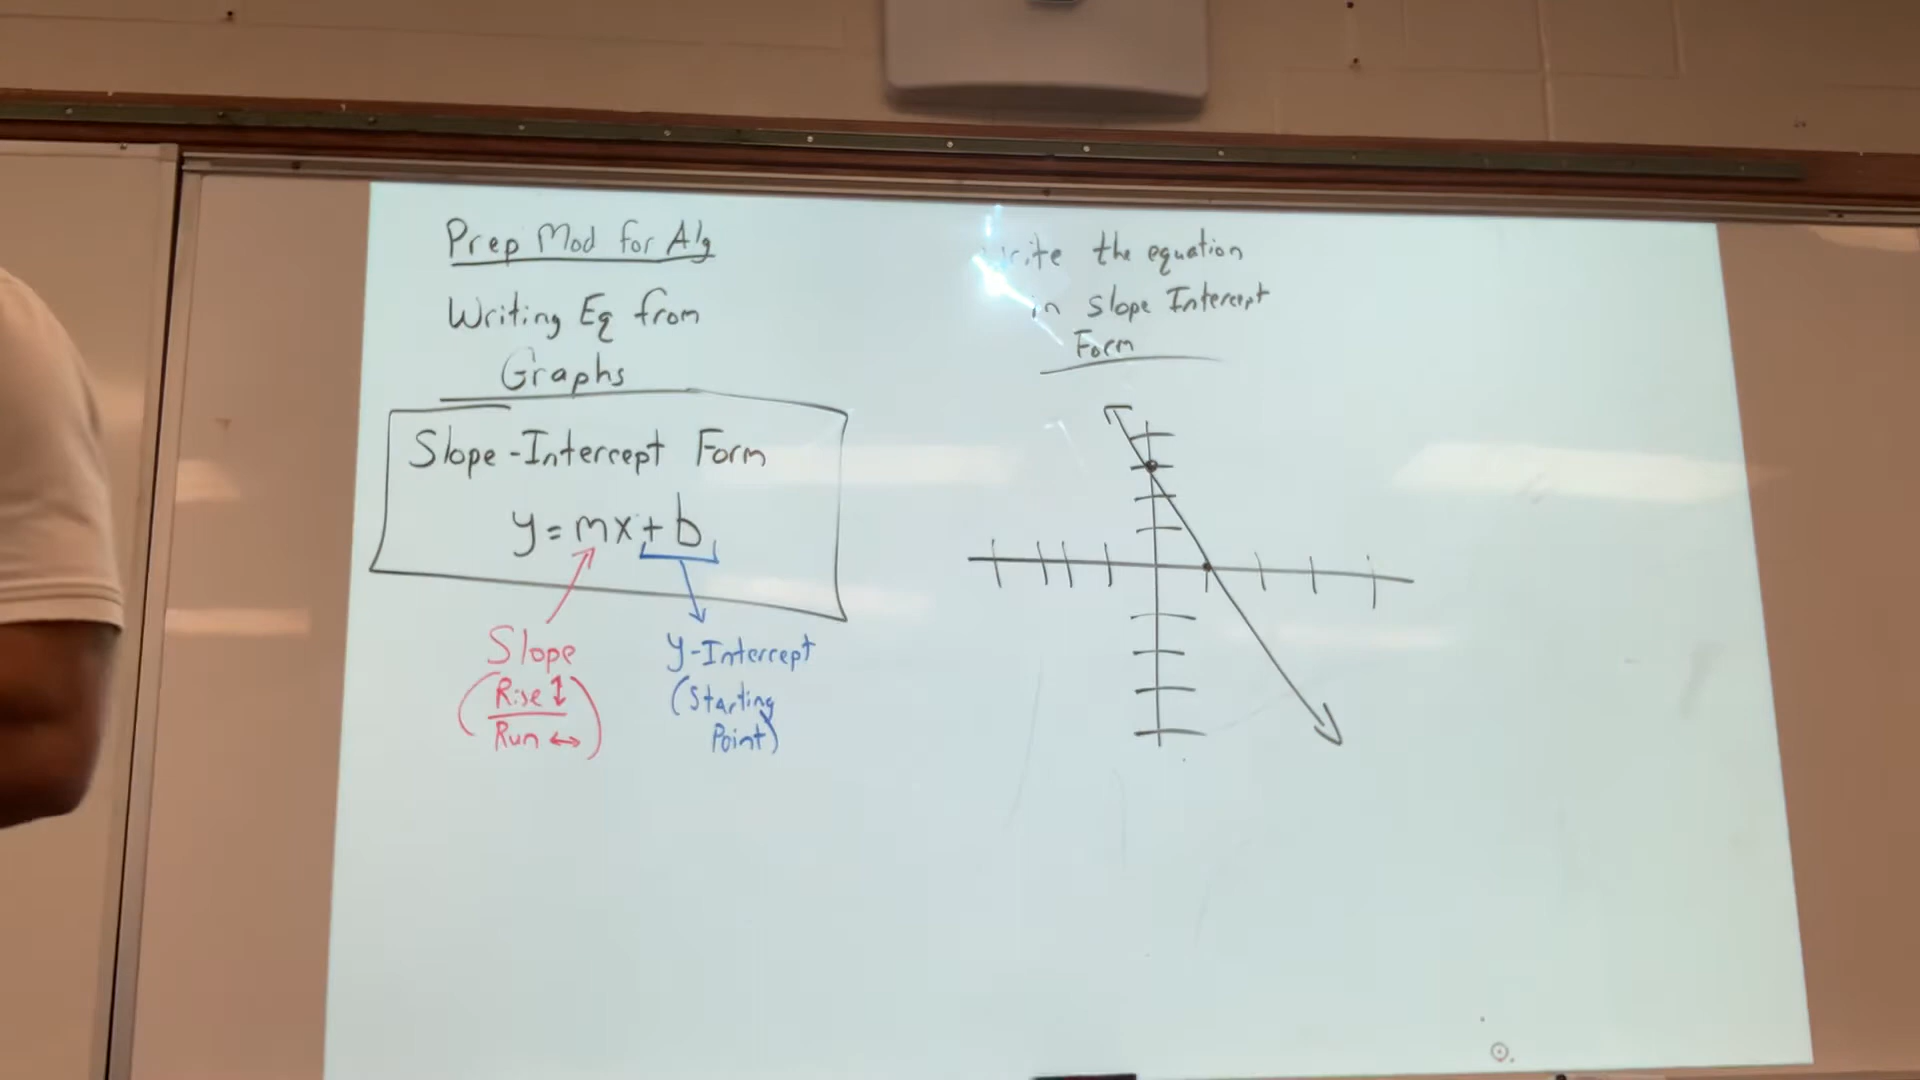 Prep Mod for Alg
Writing Eq from
Graphs
Slope-Intercept Form
y = mx + b
Slope
(Rise ↕
Run ↔)
y-Intercept
(Starting
Point)
the equation
in Slope Intercept
Form